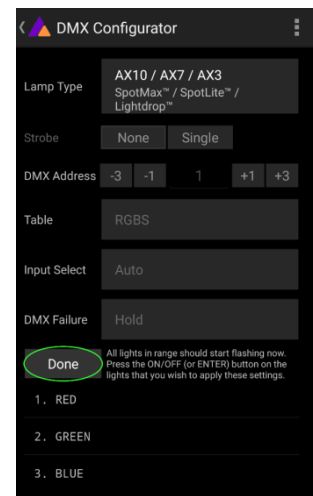 DMX Configurator
Lamp Type
AX10 / AX7 / AX3
SpotMax™ / SpotLite™ /
Lightdrop™
Strobe None Single
DMX Address -3 -1 1 +1 +3
Table RGBS
Input Select Auto
DMX Failure Hold
Done
All lights in range should start flashing now.
Press the ON/OFF (or ENTER) button on the
lights that you wish to apply these settings.
1. RED
2. GREEN
3. BLUE